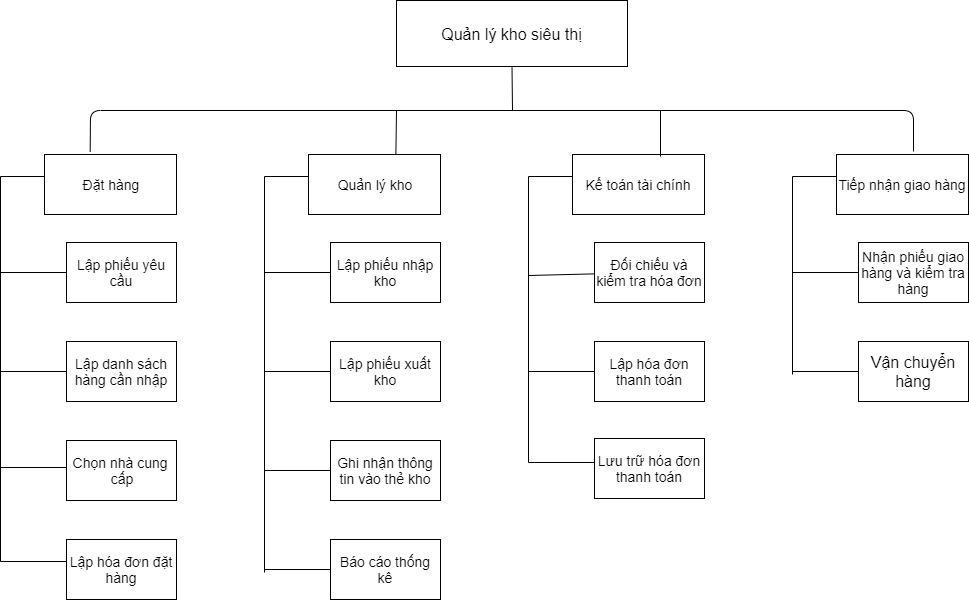 Quản lý kho siêu thị
Đặt hàng
Quản lý kho
Kế toán tài chính
Tiếp nhận giao hàng
Lập phiếu yêu
cầu
Lập phiếu nhập
kho
Đối chiếu và
kiểm tra hóa đơn
Nhận phiếu giao
hàng và kiểm tra
hàng
Lập danh sách
hàng cần nhập
Lập phiếu xuất
kho
Lập hóa đơn
thanh toán
Vận chuyển
hàng
Chọn nhà cung
cấp
Ghi nhận thông
tin vào thẻ kho
Lưu trữ hóa đơn
thanh toán
Lập hóa đơn đặt
hàng
Báo cáo thống
kê